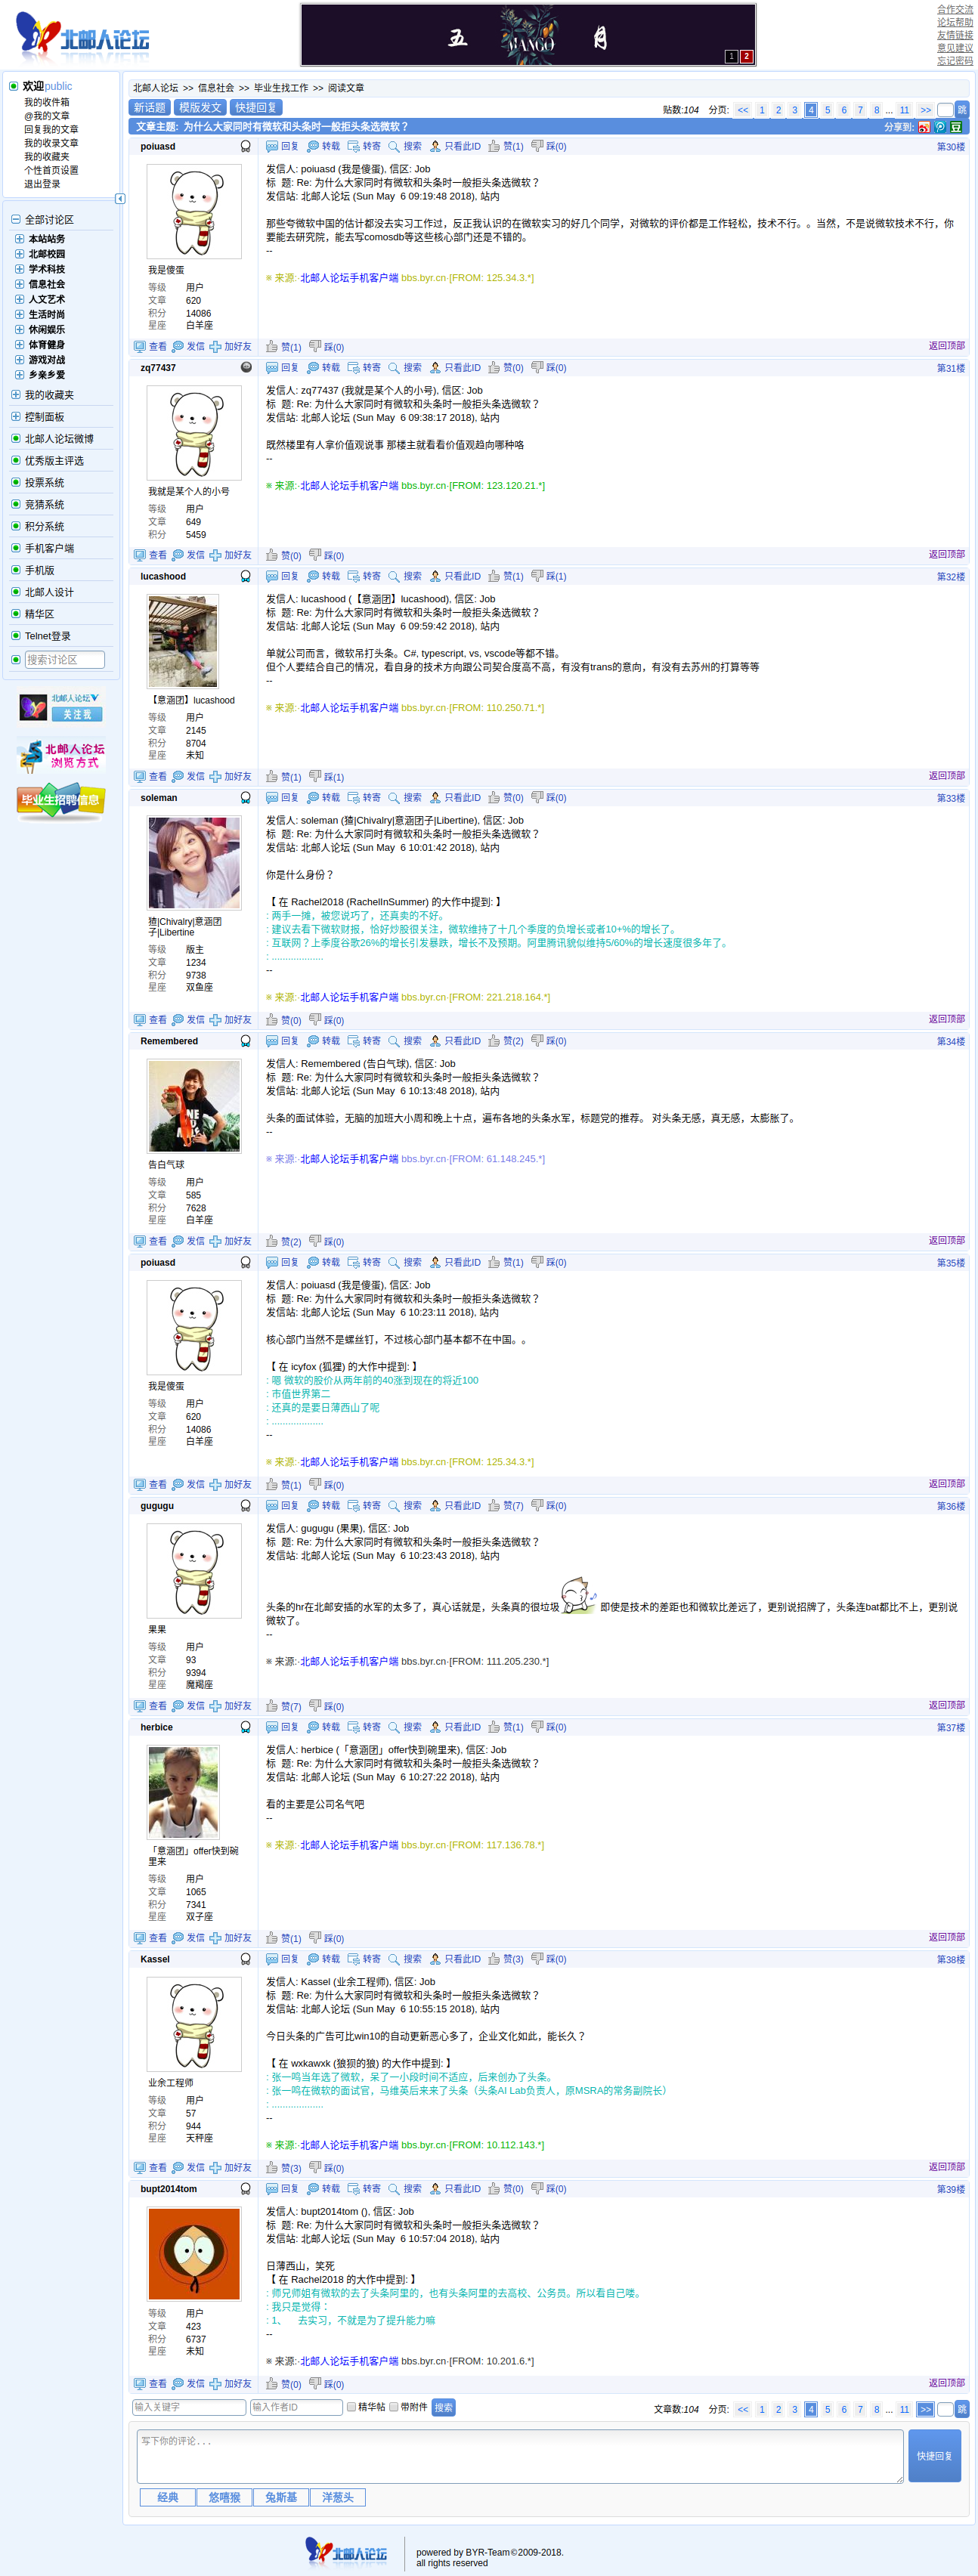 北邮人论坛
五 MANGO 月
1 2
合作交流
论坛帮助
友情链接
意见建议
忘记密码
欢迎public
我的收件箱
@我的文章
回复我的文章
我的收录文章
我的收藏夹
个性首页设置
退出登录
全部讨论区
本站站务
北邮校园
学术科技
信息社会
人文艺术
生活时尚
休闲娱乐
体育健身
游戏对战
乡亲乡爱
我的收藏夹
控制面板
北邮人论坛微博
优秀版主评选
投票系统
竞猜系统
积分系统
手机客户端
手机版
北邮人设计
精华区
Telnet登录
搜索讨论区
北邮人论坛
关注我
北邮人论坛
浏览方式
毕业生招聘信息
北邮人论坛 >> 信息社会 >> 毕业生找工作 >> 阅读文章
新话题 模版发文 快捷回复
贴数:104 分页: << 1 2 3 4 5 6 7 8 ... 11 >> 跳
文章主题: 为什么大家同时有微软和头条时一般拒头条选微软？ 分享到:
poiuasd 回复 转载 转寄 搜索 只看此ID 赞(1) 踩(0) 第30楼
我是傻蛋
等级 用户
文章 620
积分 14086
星座 白羊座
发信人: poiuasd (我是傻蛋), 信区: Job
标 题: Re: 为什么大家同时有微软和头条时一般拒头条选微软？
发信站: 北邮人论坛 (Sun May 6 09:19:48 2018), 站内
那些夸微软中国的估计都没去实习工作过，反正我认识的在微软实习的好几个同学，对微软的评价都是工作轻松，技术不行。。当然，不是说微软技术不行，你
要能去研究院，能去写comosdb等这些核心部门还是不错的。
--
※ 来源:·北邮人论坛手机客户端 bbs.byr.cn·[FROM: 125.34.3.*]
查看 发信 加好友 赞(1) 踩(0) 返回顶部
zq77437 回复 转载 转寄 搜索 只看此ID 赞(0) 踩(0) 第31楼
我就是某个人的小号
等级 用户
文章 649
积分 5459
发信人: zq77437 (我就是某个人的小号), 信区: Job
标 题: Re: 为什么大家同时有微软和头条时一般拒头条选微软？
发信站: 北邮人论坛 (Sun May 6 09:38:17 2018), 站内
既然楼里有人拿价值观说事 那楼主就看看价值观趋向哪种咯
--
※ 来源:·北邮人论坛手机客户端 bbs.byr.cn·[FROM: 123.120.21.*]
查看 发信 加好友 赞(0) 踩(0) 返回顶部
lucashood 回复 转载 转寄 搜索 只看此ID 赞(1) 踩(1) 第32楼
【意涵团】lucashood
等级 用户
文章 2145
积分 8704
星座 未知
发信人: lucashood (【意涵团】lucashood), 信区: Job
标 题: Re: 为什么大家同时有微软和头条时一般拒头条选微软？
发信站: 北邮人论坛 (Sun May 6 09:59:42 2018), 站内
单就公司而言，微软吊打头条。C#, typescript, vs, vscode等都不错。
但个人要结合自己的情况，看自身的技术方向跟公司契合度高不高，有没有trans的意向，有没有去苏州的打算等等
--
※ 来源:·北邮人论坛手机客户端 bbs.byr.cn·[FROM: 110.250.71.*]
查看 发信 加好友 赞(1) 踩(1) 返回顶部
soleman 回复 转载 转寄 搜索 只看此ID 赞(0) 踩(0) 第33楼
猹|Chivalry|意涵团
子|Libertine
等级 版主
文章 1234
积分 9738
星座 双鱼座
发信人: soleman (猹|Chivalry|意涵团子|Libertine), 信区: Job
标 题: Re: 为什么大家同时有微软和头条时一般拒头条选微软？
发信站: 北邮人论坛 (Sun May 6 10:01:42 2018), 站内
你是什么身份？
【 在 Rachel2018 (RachelInSummer) 的大作中提到: 】
: 两手一摊，被您说巧了，还真卖的不好。
: 建议去看下微软财报，恰好炒股很关注，微软维持了十几个季度的负增长或者10+%的增长了。
: 互联网？上季度谷歌26%的增长引发暴跌，增长不及预期。阿里腾讯貌似维持5/60%的增长速度很多年了。
: ...................
--
※ 来源:·北邮人论坛手机客户端 bbs.byr.cn·[FROM: 221.218.164.*]
查看 发信 加好友 赞(0) 踩(0) 返回顶部
Remembered 回复 转载 转寄 搜索 只看此ID 赞(2) 踩(0) 第34楼
告白气球
等级 用户
文章 585
积分 7628
星座 白羊座
发信人: Remembered (告白气球), 信区: Job
标 题: Re: 为什么大家同时有微软和头条时一般拒头条选微软？
发信站: 北邮人论坛 (Sun May 6 10:13:48 2018), 站内
头条的面试体验，无脑的加班大小周和晚上十点，遍布各地的头条水军，标题党的推荐。 对头条无感，真无感，太膨胀了。
--
※ 来源:·北邮人论坛手机客户端 bbs.byr.cn·[FROM: 61.148.245.*]
查看 发信 加好友 赞(2) 踩(0) 返回顶部
poiuasd 回复 转载 转寄 搜索 只看此ID 赞(1) 踩(0) 第35楼
我是傻蛋
等级 用户
文章 620
积分 14086
星座 白羊座
发信人: poiuasd (我是傻蛋), 信区: Job
标 题: Re: 为什么大家同时有微软和头条时一般拒头条选微软？
发信站: 北邮人论坛 (Sun May 6 10:23:11 2018), 站内
核心部门当然不是螺丝钉，不过核心部门基本都不在中国。。
【 在 icyfox (狐狸) 的大作中提到: 】
: 嗯 微软的股价从两年前的40涨到现在的将近100
: 市值世界第二
: 还真的是要日薄西山了呢
: ...................
--
※ 来源:·北邮人论坛手机客户端 bbs.byr.cn·[FROM: 125.34.3.*]
查看 发信 加好友 赞(1) 踩(0) 返回顶部
gugugu 回复 转载 转寄 搜索 只看此ID 赞(7) 踩(0) 第36楼
果果
等级 用户
文章 93
积分 9394
星座 魔羯座
发信人: gugugu (果果), 信区: Job
标 题: Re: 为什么大家同时有微软和头条时一般拒头条选微软？
发信站: 北邮人论坛 (Sun May 6 10:23:43 2018), 站内
头条的hr在北邮安插的水军的太多了，真心话就是，头条真的很垃圾 即使是技术的差距也和微软比差远了，更别说招牌了，头条连bat都比不上，更别说
微软了。
--
※ 来源:·北邮人论坛手机客户端 bbs.byr.cn·[FROM: 111.205.230.*]
查看 发信 加好友 赞(7) 踩(0) 返回顶部
herbice 回复 转载 转寄 搜索 只看此ID 赞(1) 踩(0) 第37楼
「意涵团」offer快到碗
里来
等级 用户
文章 1065
积分 7341
星座 双子座
发信人: herbice (「意涵团」offer快到碗里来), 信区: Job
标 题: Re: 为什么大家同时有微软和头条时一般拒头条选微软？
发信站: 北邮人论坛 (Sun May 6 10:27:22 2018), 站内
看的主要是公司名气吧
--
※ 来源:·北邮人论坛手机客户端 bbs.byr.cn·[FROM: 117.136.78.*]
查看 发信 加好友 赞(1) 踩(0) 返回顶部
Kassel 回复 转载 转寄 搜索 只看此ID 赞(3) 踩(0) 第38楼
业余工程师
等级 用户
文章 57
积分 944
星座 天秤座
发信人: Kassel (业余工程师), 信区: Job
标 题: Re: 为什么大家同时有微软和头条时一般拒头条选微软？
发信站: 北邮人论坛 (Sun May 6 10:55:15 2018), 站内
今日头条的广告可比win10的自动更新恶心多了，企业文化如此，能长久？
【 在 wxkawxk (狼狈的狼) 的大作中提到: 】
: 张一鸣当年选了微软，呆了一小段时间不适应，后来创办了头条。
: 张一鸣在微软的面试官，马维英后来来了头条（头条AI Lab负责人，原MSRA的常务副院长）
: ...................
--
※ 来源:·北邮人论坛手机客户端 bbs.byr.cn·[FROM: 10.112.143.*]
查看 发信 加好友 赞(3) 踩(0) 返回顶部
bupt2014tom 回复 转载 转寄 搜索 只看此ID 赞(0) 踩(0) 第39楼
等级 用户
文章 423
积分 6737
星座 未知
发信人: bupt2014tom (), 信区: Job
标 题: Re: 为什么大家同时有微软和头条时一般拒头条选微软？
发信站: 北邮人论坛 (Sun May 6 10:57:04 2018), 站内
日薄西山，笑死
【 在 Rachel2018 的大作中提到: 】
: 师兄师姐有微软的去了头条阿里的，也有头条阿里的去高校、公务员。所以看自己喽。
: 我只是觉得：
: 1、 去实习，不就是为了提升能力嘛
--
※ 来源:·北邮人论坛手机客户端 bbs.byr.cn·[FROM: 10.201.6.*]
查看 发信 加好友 赞(0) 踩(0) 返回顶部
输入关键字 输入作者ID 精华帖 带附件 搜索
文章数:104 分页: << 1 2 3 4 5 6 7 8 ... 11 >> 跳
写下你的评论...
快捷回复
经典 悠嘻猴 兔斯基 洋葱头
北邮人论坛
powered by BYR-Team©2009-2018.
all rights reserved